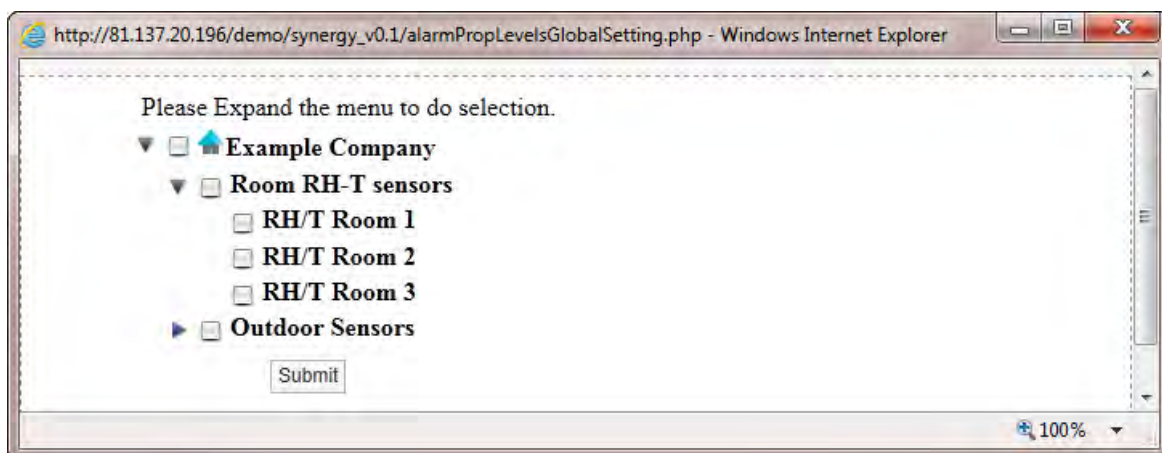 http://81.137.20.196/demo/synergy_v0.1/alarmPropLevelsGlobalSetting.php - Windows Internet Explorer
Please Expand the menu to do selection.
Example Company
Room RH-T sensors
RH/T Room 1
RH/T Room 2
RH/T Room 3
Outdoor Sensors
Submit
100%